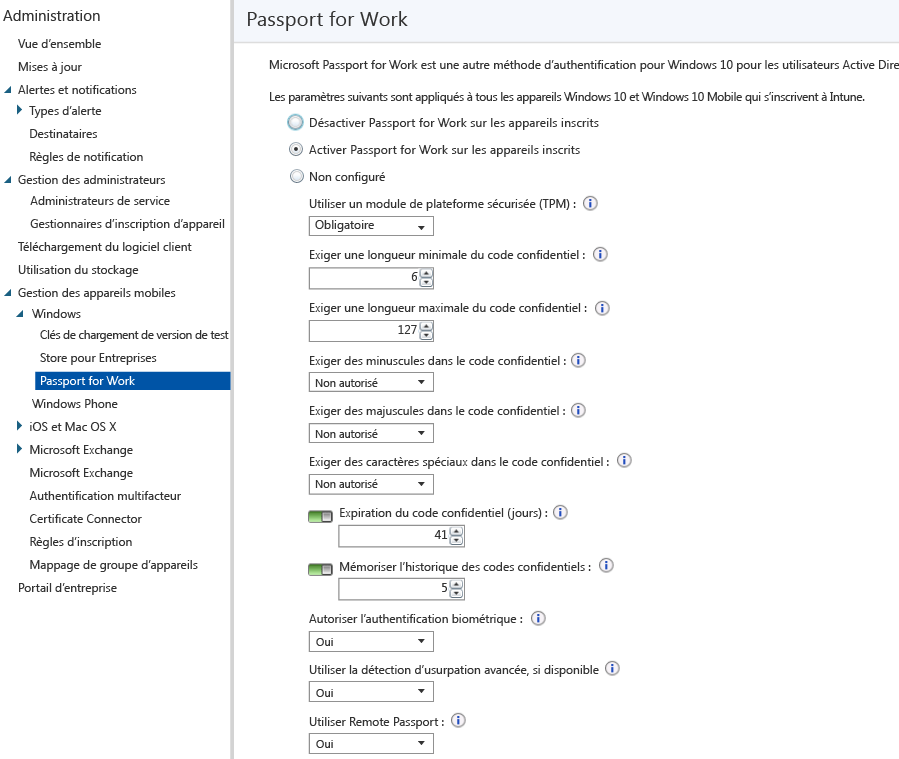 Administration
Vue d'ensemble
Mises à jour
Alertes et notifications
Types d'alerte
Destinataires
Règles de notification
Gestion des administrateurs
Administrateurs de service
Gestionnaires d'inscription d'appareil
Téléchargement du logiciel client
Utilisation du stockage
Gestion des appareils mobiles
Windows
Clés de chargement de version de test
Store pour Entreprises
Passport for Work
Windows Phone
iOS et Mac OS X
Microsoft Exchange
Microsoft Exchange
Authentification multifacteur
Certificate Connector
Règles d'inscription
Mappage de groupe d'appareils
Portail d'entreprise
Passport for Work
Microsoft Passport for Work est une autre méthode d'authentification pour Windows 10 pour les utilisateurs Active Dire
Les paramètres suivants sont appliqués à tous les appareils Windows 10 et Windows 10 Mobile qui s'inscrivent à Intune.
Désactiver Passport for Work sur les appareils inscrits
Activer Passport for Work sur les appareils inscrits
Non configuré
Utiliser un module de plateforme sécurisée (TPM) :
Obligatoire
Exiger une longueur minimale du code confidentiel :
6
Exiger une longueur maximale du code confidentiel :
127
Exiger des minuscules dans le code confidentiel :
Non autorisé
Exiger des majuscules dans le code confidentiel :
Non autorisé
Exiger des caractères spéciaux dans le code confidentiel :
Non autorisé
Expiration du code confidentiel (jours) :
41
Mémoriser l'historique des codes confidentiels :
5
Autoriser l'authentification biométrique :
Oui
Utiliser la détection d'usurpation avancée, si disponible
Oui
Utiliser Remote Passport :
Oui